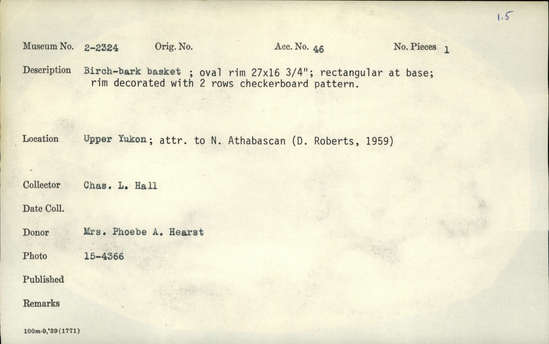 1.5
Museum No. 2-2324 Orig. No. Acc. No. 46 No. Pieces 1
Description Birch-bark basket ; oval rim 27x16 3/4"; rectangular at base;
rim decorated with 2 rows checkerboard pattern.
Location Upper Yukon; attr. to N. Athabascan (D. Roberts, 1959)
Collector Chas. L. Hall
Date Coll.
Donor Mrs. Phoebe A. Hearst
Photo 15-4366
Published
Remarks
100m-9,'39(1771)